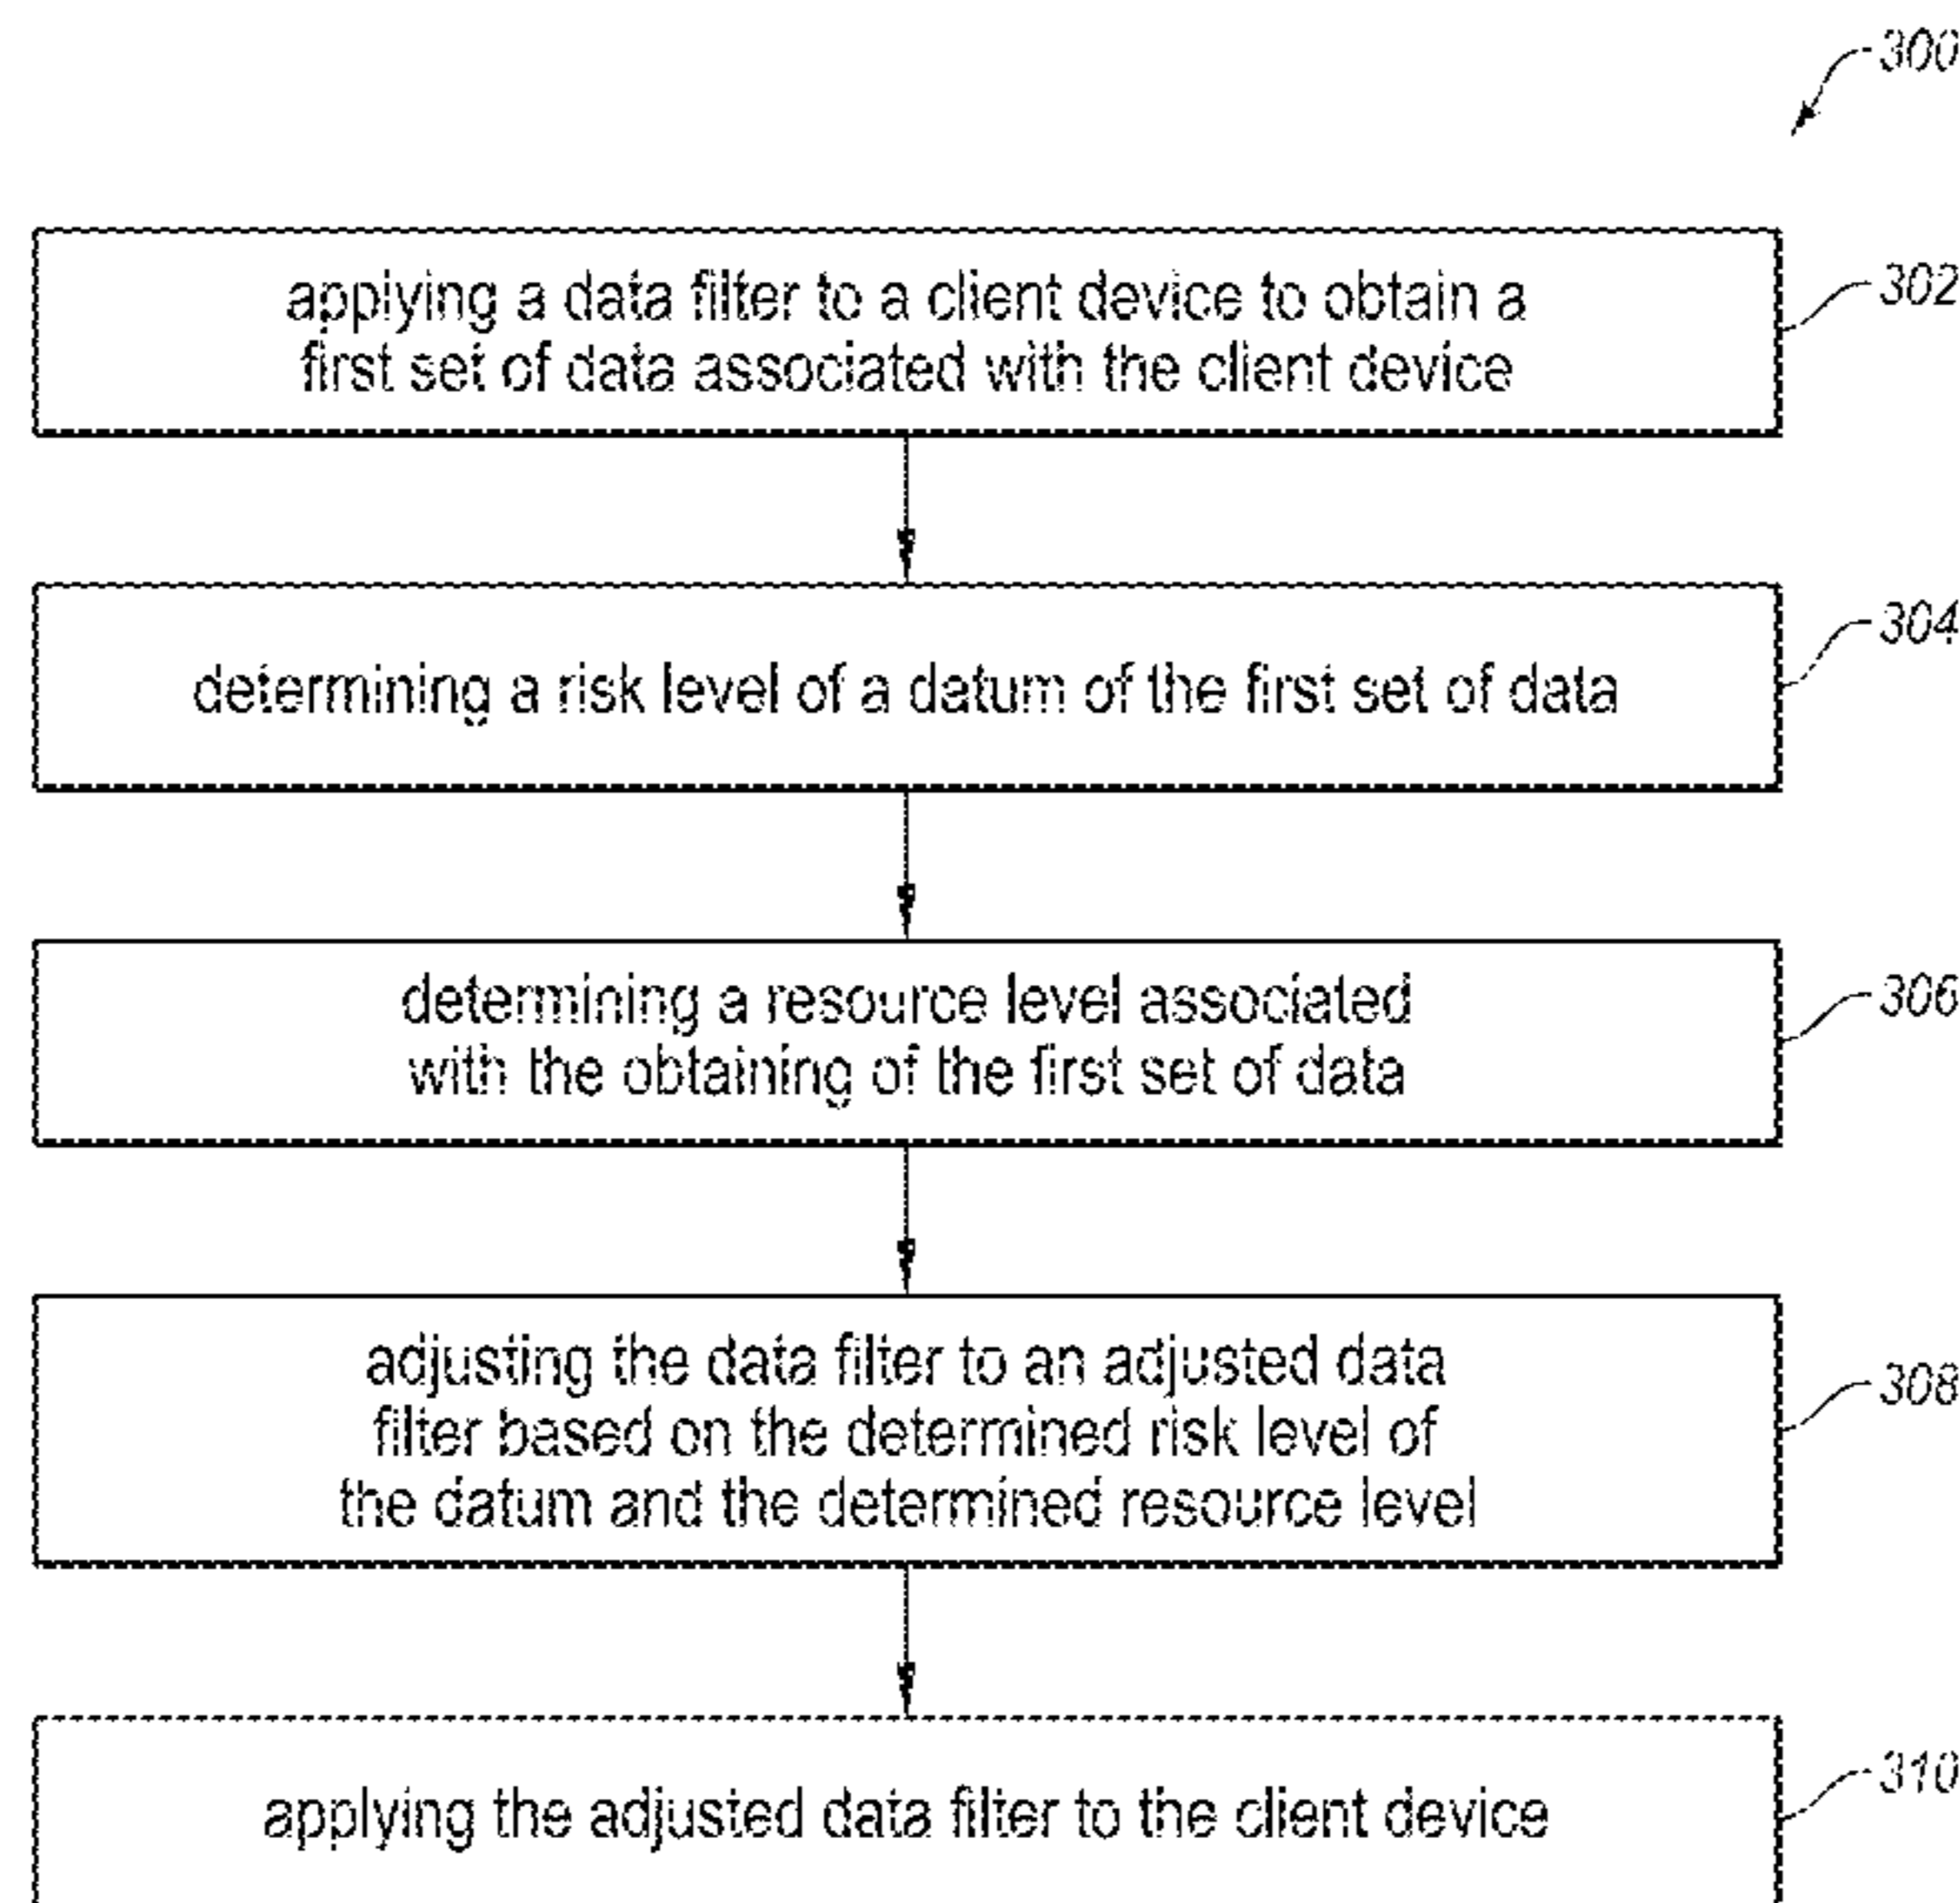 300
applying a data filter to a client device to obtain a
first set of data associated with the client device
302
determining a risk level of a datum of the first set of data
304
determining a resource level associated
with the obtaining of the first set of data
306
adjusting the data filter to an adjusted data
filter based on the determined risk level of
the datum and the determined resource level
308
applying the adjusted data filter to the client device
310